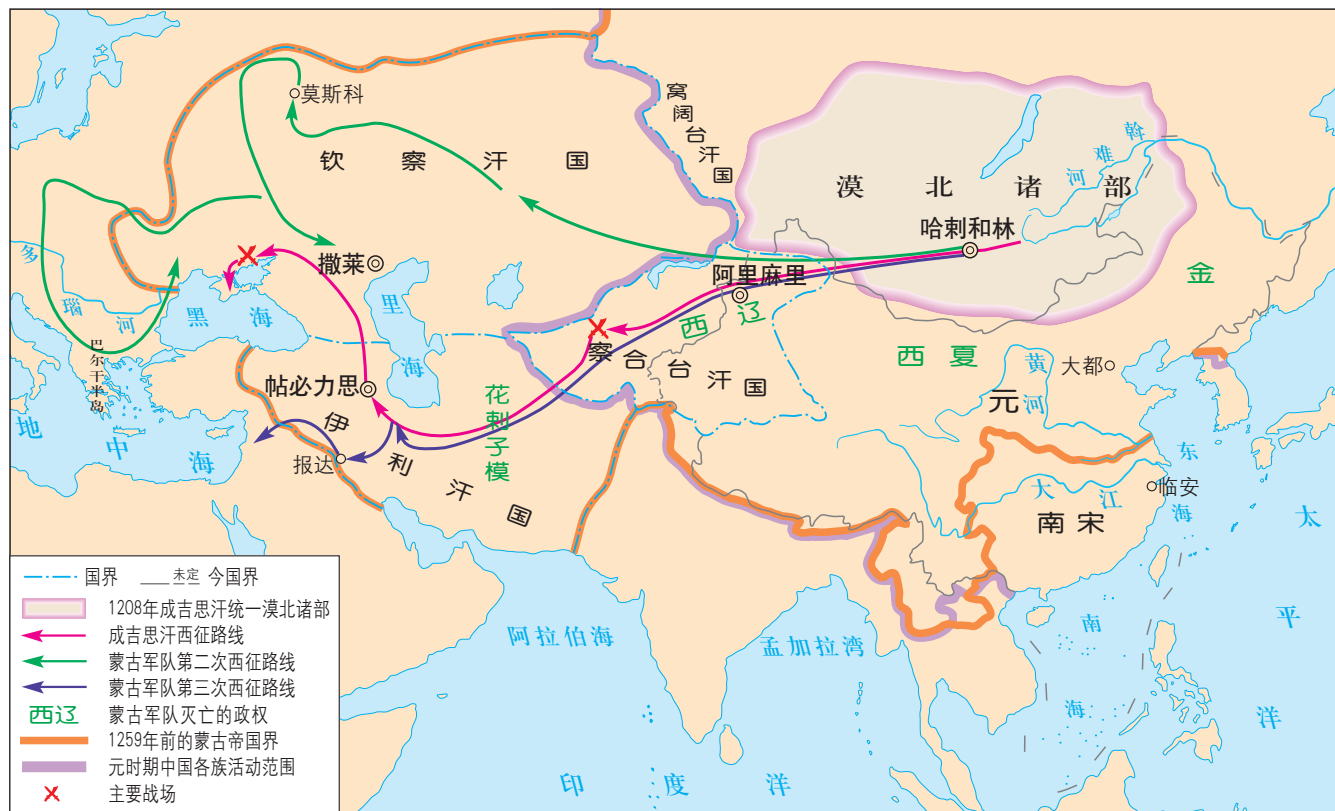 莫斯科
窝阔台汗国
钦察汗国
漠北诸部
斡难河
哈剌和林
多瑙河
撒莱
阿里麻里
金
黑海
里海
西辽
西夏
黄河
大都
巴尔干半岛
察合台汗国
元
帖必力思
花剌子模
地中海
伊利汗国
报达
东海
大江
临安
南宋
太平洋
国界
未定 今国界
1208年成吉思汗统一漠北诸部
成吉思汗西征路线
蒙古军队第二次西征路线
蒙古军队第三次西征路线
西辽 蒙古军队灭亡的政权
1259年前的蒙古帝国界
元时期中国各族活动范围
主要战场
阿拉伯海
孟加拉湾
南海
印度洋